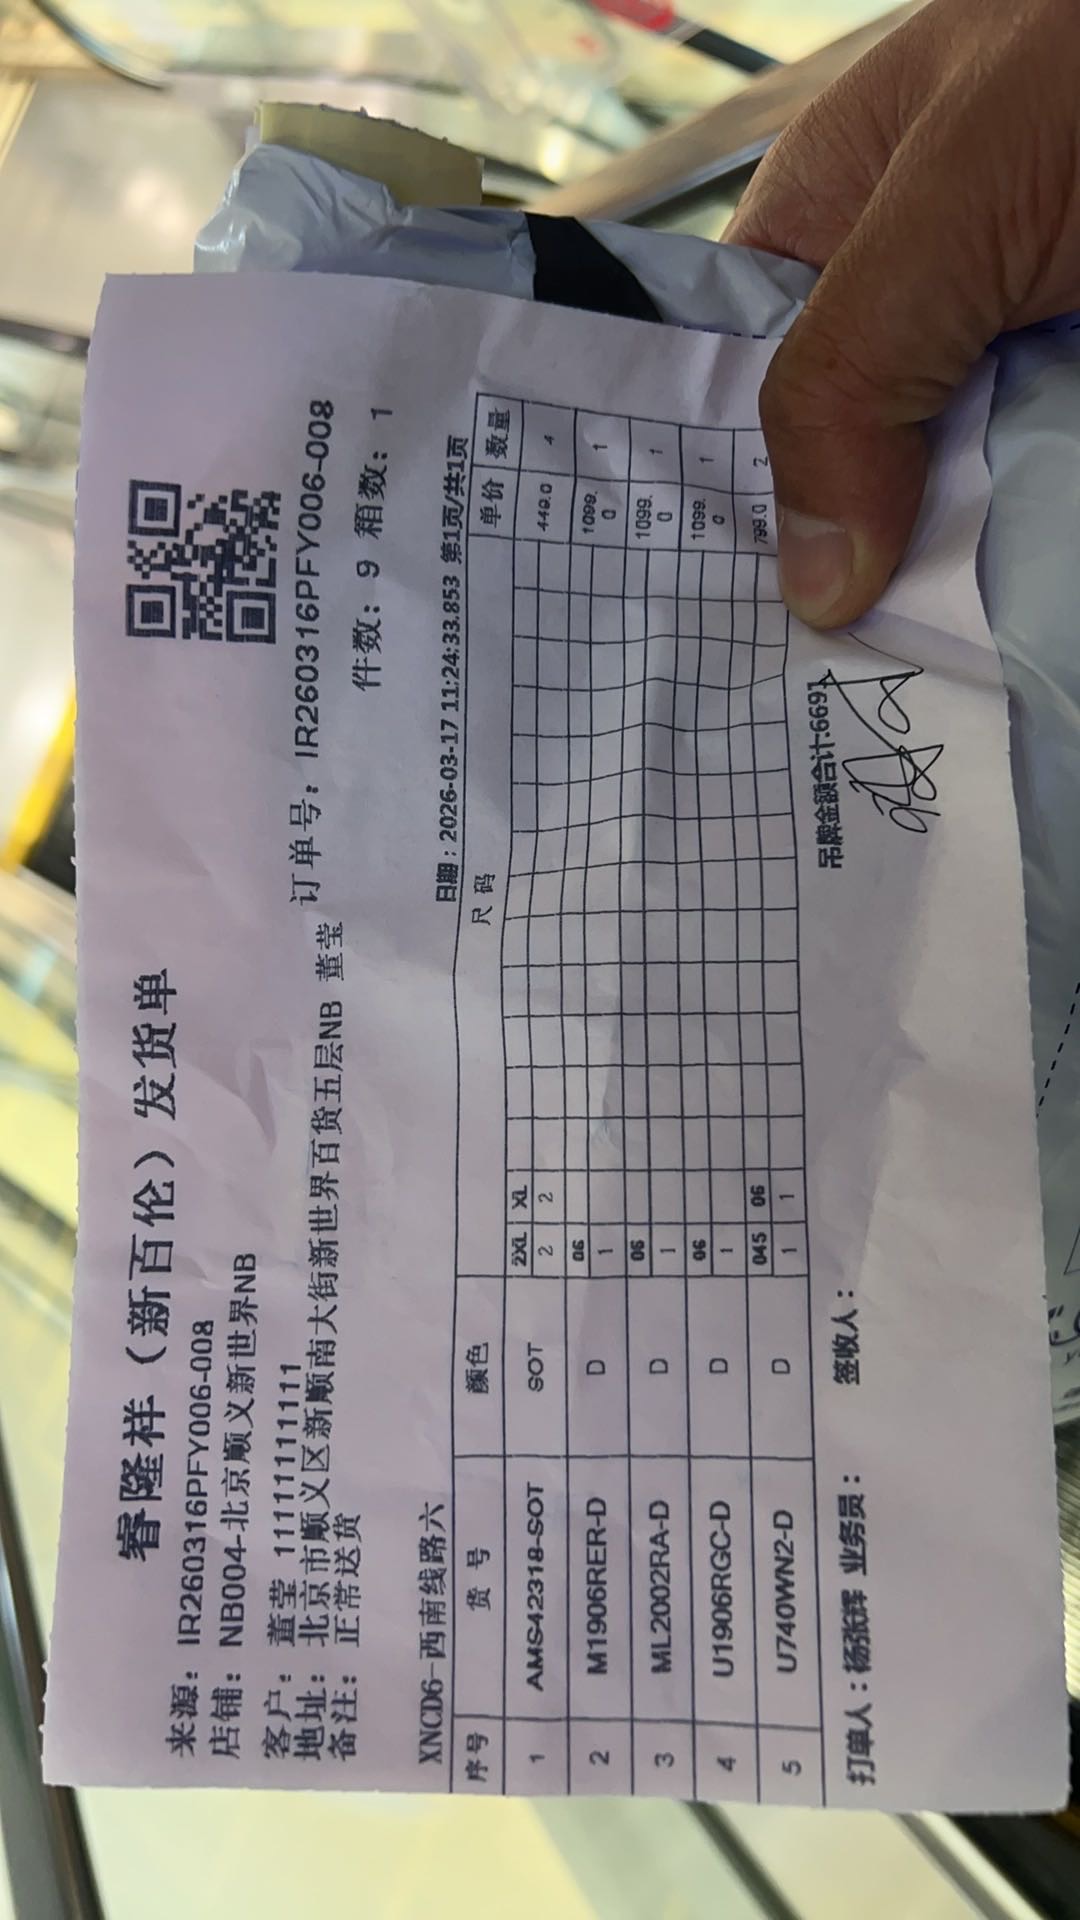 睿隆祥（新百伦）发货单
来源：IR260316PFY006-008
店铺：NB004-北京顺义新世界NB
订单号：IR260316PFY006-008
客户：董莹 11111111111
地址：北京市顺义区新顺南大街新世界百货五层NB 董莹
备注：正常送货
件数：9 箱数：1
XNCD6-西南线路六
日期：2026-03-17 11:24:33.853 第1页/共1页
序号 货号 颜色 尺码 单价 数量
2XL XL
1 AMS42318-SOT SOT 2 2 449.0 4
06
2 M1906RER-D D 1 1099.0 1
06
3 ML2002RA-D D 1 1099.0 1
06
4 U1906RGC-D D 1 1099.0 1
045 06
5 U740WN2-D D 1 1 799.0 2
吊牌金额合计:6691
打单人：杨张辉 业务员： 签收人：